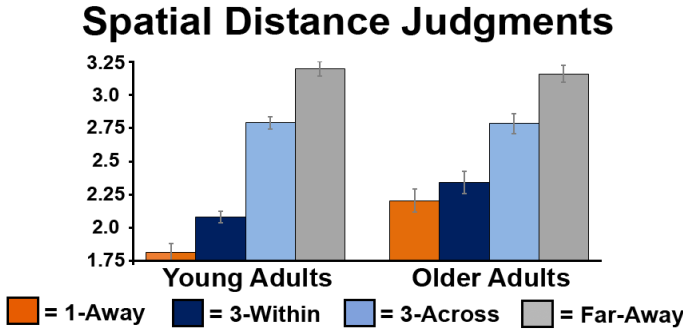 Spatial Distance Judgments
3.25
3.0
2.75
2.5
2.25
2.0
1.75
Young Adults Older Adults
= 1-Away = 3-Within = 3-Across = Far-Away